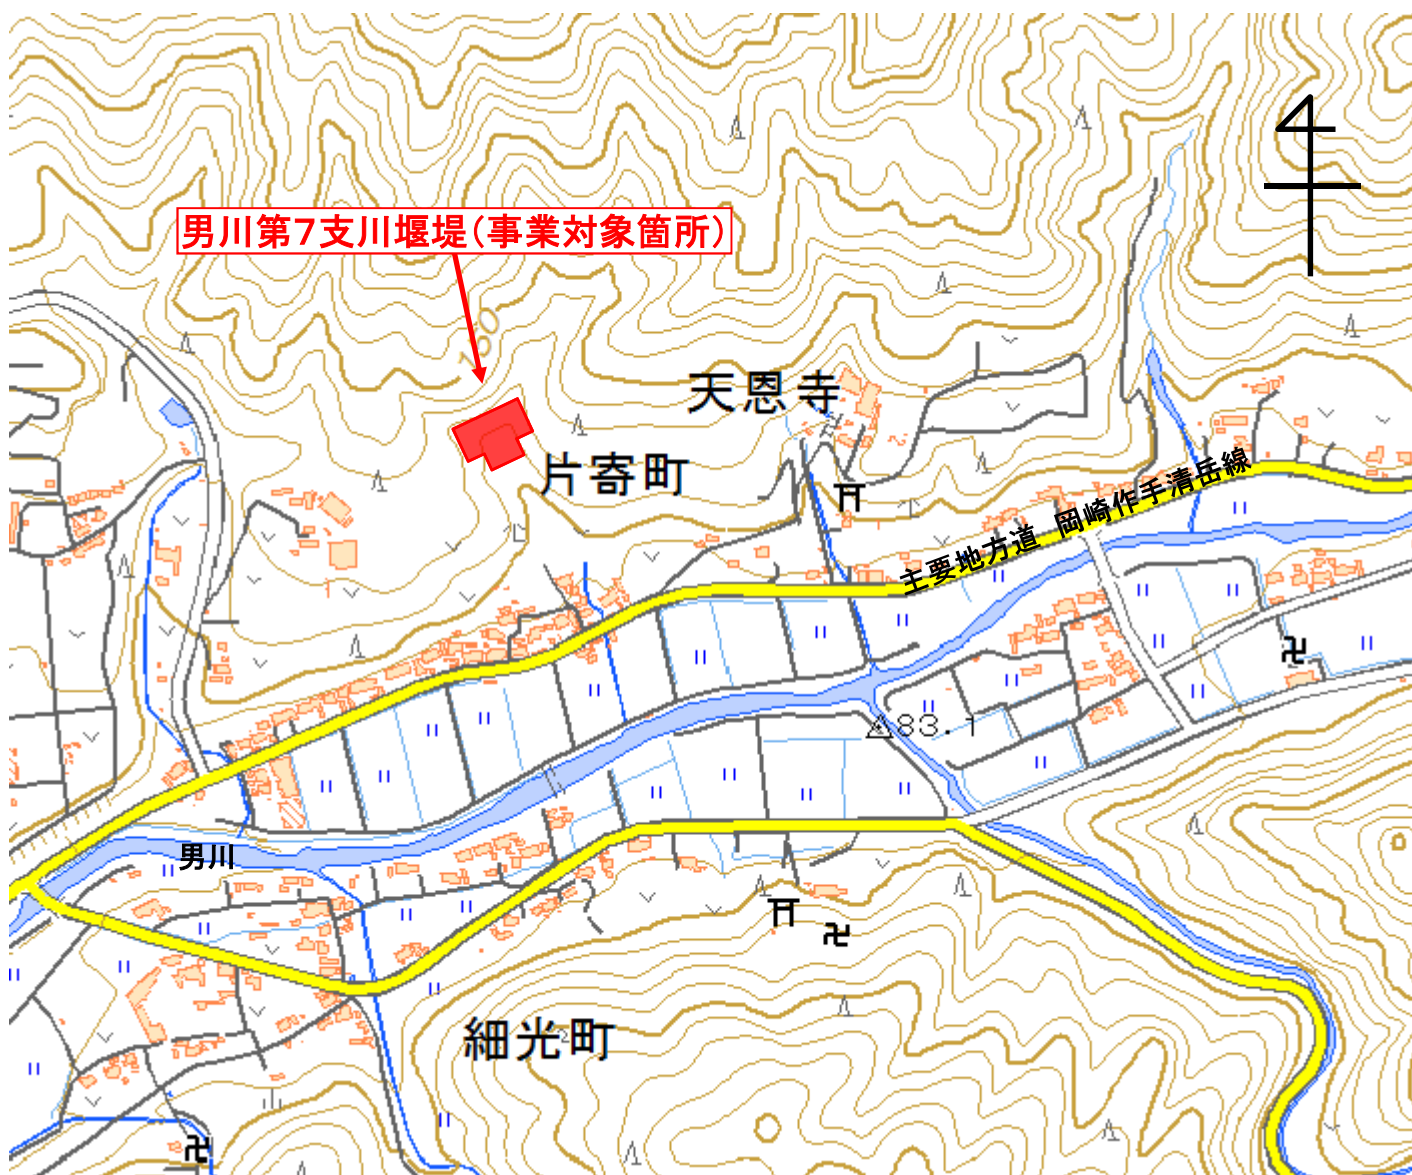 男川第7支川堰堤(事業対象箇所)
150
天恩寺
片寄町
主要地方道 岡崎作手清岳線
83.1
男川
細光町